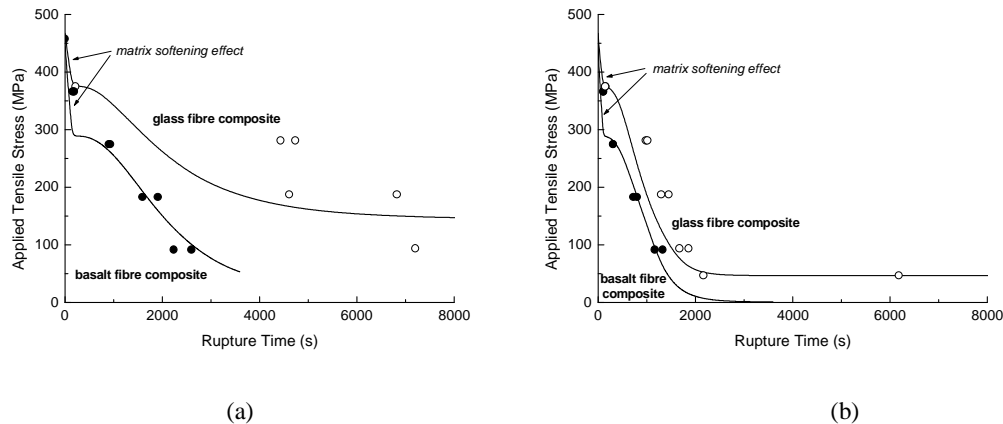 500
400
300
200
100
0
Applied Tensile Stress (MPa)
matrix softening effect
glass fibre composite
basalt fibre composite
0
2000
4000
6000
8000
Rupture Time (s)
(a)
500
400
300
200
100
0
Applied Tensile Stress (MPa)
matrix softening effect
glass fibre composite
basalt fibre
composite
0
2000
4000
6000
8000
Rupture Time (s)
(b)